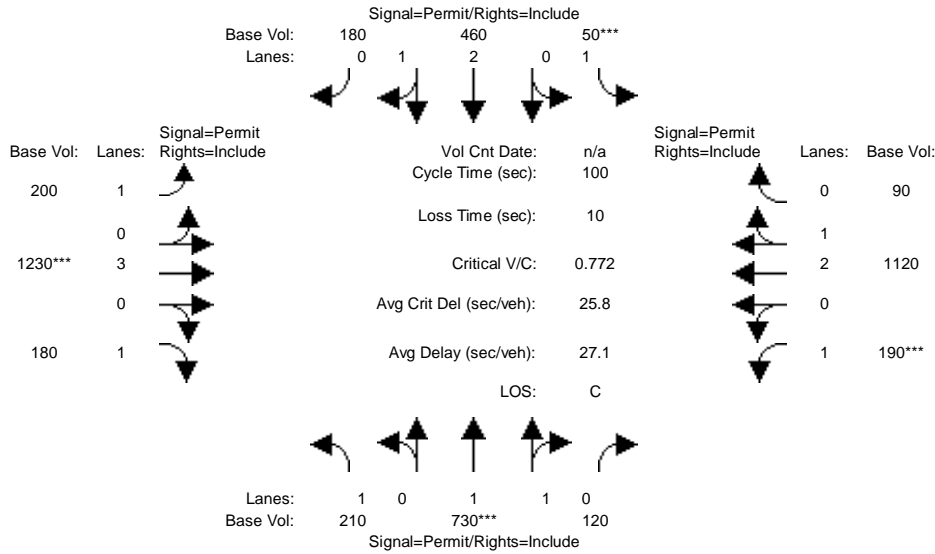 Signal=Permit/Rights=Include
Base Vol: 180 460 50***
Lanes: 0 1 2 0 1
Signal=Permit Signal=Permit
Base Vol: Lanes: Rights=Include Vol Cnt Date: n/a Rights=Include Lanes: Base Vol:
Cycle Time (sec): 100
200 1 0 90
Loss Time (sec): 10
0 1
1230*** 3 Critical V/C: 0.772 2 1120
0 Avg Crit Del (sec/veh): 25.8 0
180 1 Avg Delay (sec/veh): 27.1 1 190***
LOS: C
Lanes: 1 0 1 1 0
Base Vol: 210 730*** 120
Signal=Permit/Rights=Include